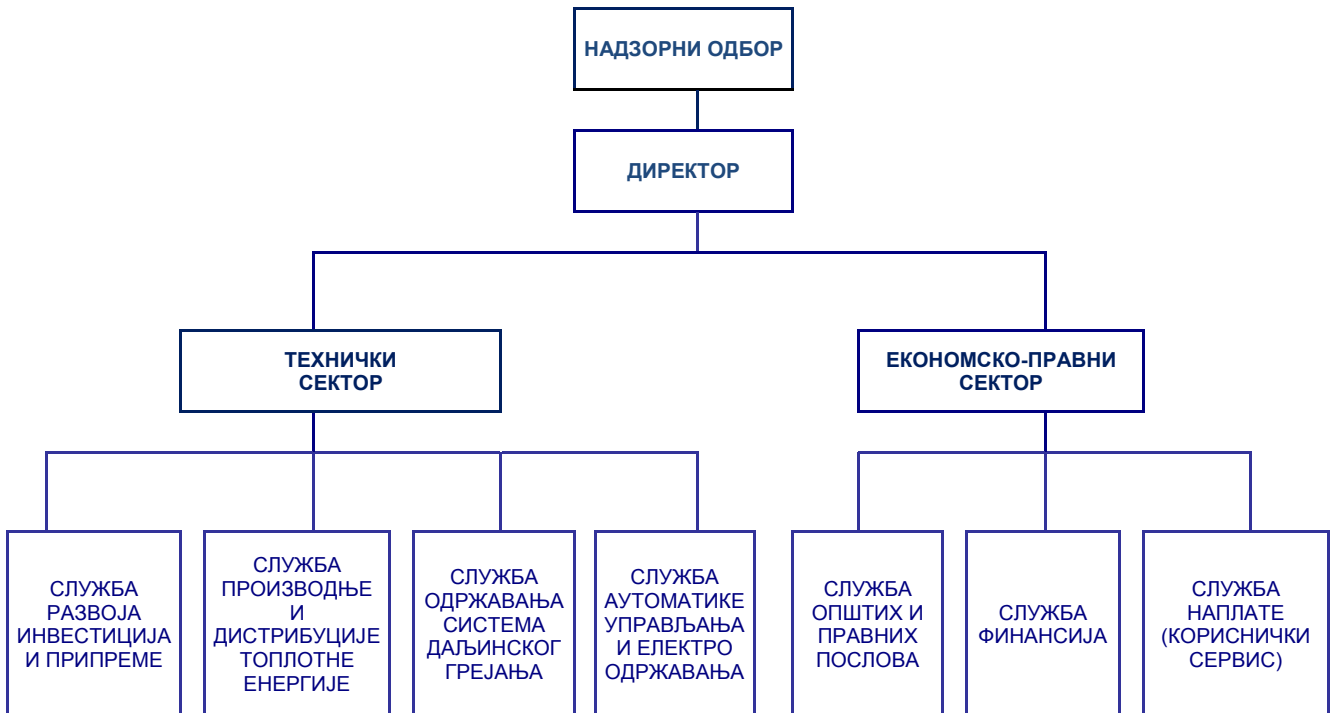 НАДЗОРНИ ОДБОР
ДИРЕКТОР
ТЕХНИЧКИ
СЕКТОР
ЕКОНОМСКО-ПРАВНИ
СЕКТОР
СЛУЖБА
РАЗВОЈА
ИНВЕСТИЦИЈА
И ПРИПРЕМЕ
СЛУЖБА
ПРОИЗВОДЊЕ
И
ДИСТРИБУЦИЈЕ
ТОПЛОТНЕ
ЕНЕРГИЈЕ
СЛУЖБА
ОДРЖАВАЊА
СИСТЕМА
ДАЉИНСКОГ
ГРЕЈАЊА
СЛУЖБА
АУТОМАТИКЕ
УПРАВЉАЊА
И ЕЛЕКТРО
ОДРЖАВАЊА
СЛУЖБА
ОПШТИХ И
ПРАВНИХ
ПОСЛОВА
СЛУЖБА
ФИНАНСИЈА
СЛУЖБА
НАПЛАТЕ
(КОРИСНИЧКИ
СЕРВИС)